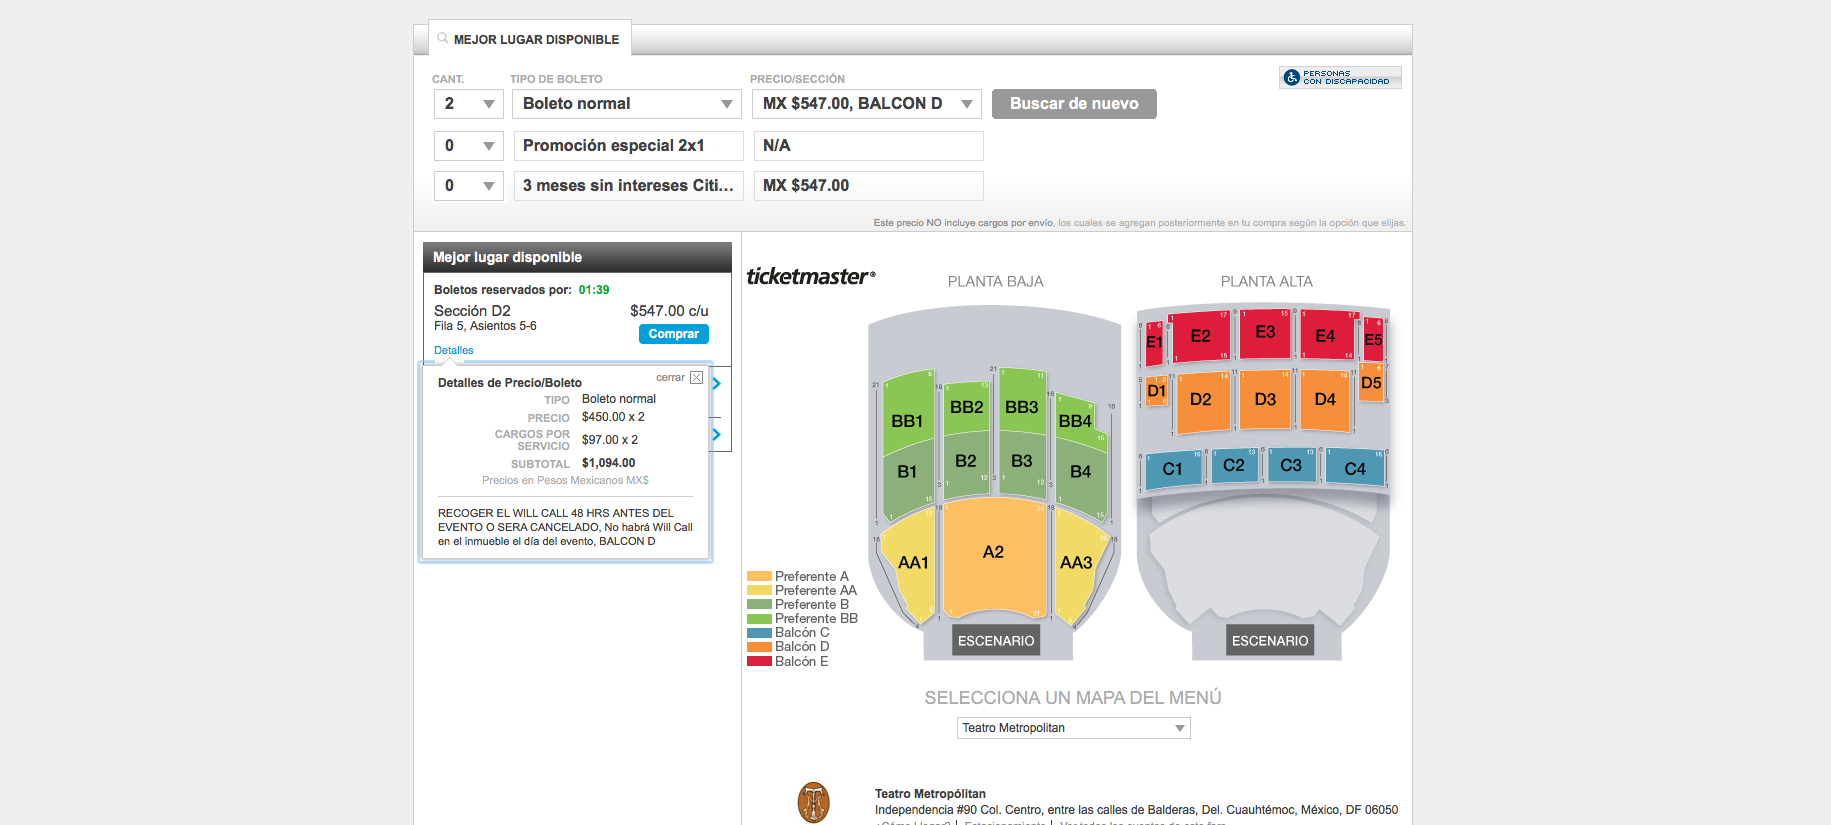 MEJOR LUGAR DISPONIBLE
CANT. TIPO DE BOLETO PRECIO/SECCIÓN
PERSONAS
CON DISCAPACIDAD
2 Boleto normal MX $547.00, BALCON D Buscar de nuevo
0 Promoción especial 2x1 N/A
0 3 meses sin intereses Citi... MX $547.00
Este precio NO incluye cargos por envío, los cuales se agregan posteriormente en tu compra según la opción que elijas.
Mejor lugar disponible
Boletos reservados por: 01:39
Sección D2 $547.00 c/u
Fila 5, Asientos 5-6
Comprar
Detalles
Detalles de Precio/Boleto
cerrar
TIPO Boleto normal
PRECIO $450.00 x 2
CARGOS POR
SERVICIO $97.00 x 2
SUBTOTAL $1,094.00
Precios en Pesos Mexicanos MX$
RECOGER EL WILL CALL 48 HRS ANTES DEL
EVENTO O SERA CANCELADO, No habrá Will Call
en el inmueble el día del evento, BALCON D
ticketmaster®
PLANTA BAJA
BB1 BB2 BB3 BB4
B1 B2 B3 B4
AA1 A2 AA3
ESCENARIO
PLANTA ALTA
E1 E2 E3 E4 E5
D1 D2 D3 D4 D5
C1 C2 C3 C4
ESCENARIO
Preferente A
Preferente AA
Preferente B
Preferente BB
Balcón C
Balcón D
Balcón E
SELECCIONA UN MAPA DEL MENÚ
Teatro Metropolitan
Teatro Metropólitan
Independencia #90 Col. Centro, entre las calles de Balderas, Del. Cuauhtémoc, México, DF 06050